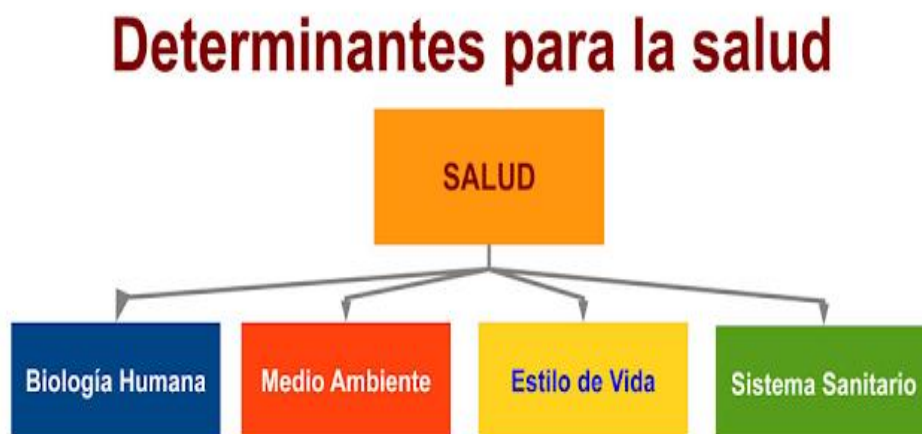 Determinantes para la salud
SALUD
Biología Humana
Medio Ambiente
Estilo de Vida
Sistema Sanitario